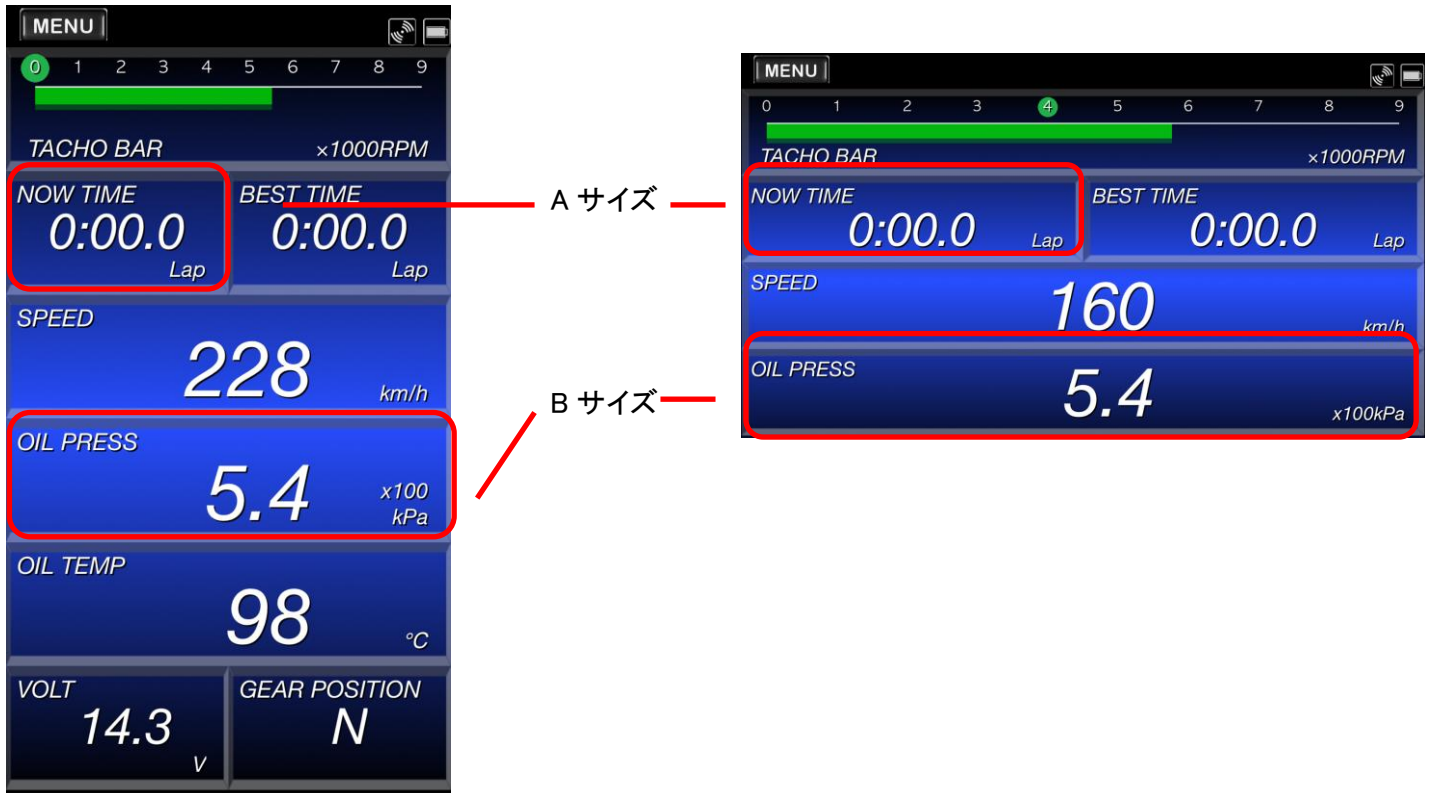 MENU
0 1 2 3 4 5 6 7 8 9
TACHO BAR ×1000RPM
NOW TIME BEST TIME
0:00.0 0:00.0
Lap Lap
SPEED
228
km/h
OIL PRESS
5.4
x100
kPa
OIL TEMP
98
°C
VOLT GEAR POSITION
14.3 N
V
A サイズ
B サイズ
MENU
0 1 2 3 4 5 6 7 8 9
TACHO BAR ×1000RPM
NOW TIME BEST TIME
0:00.0 Lap 0:00.0 Lap
SPEED
160
km/h
OIL PRESS
5.4
x100kPa